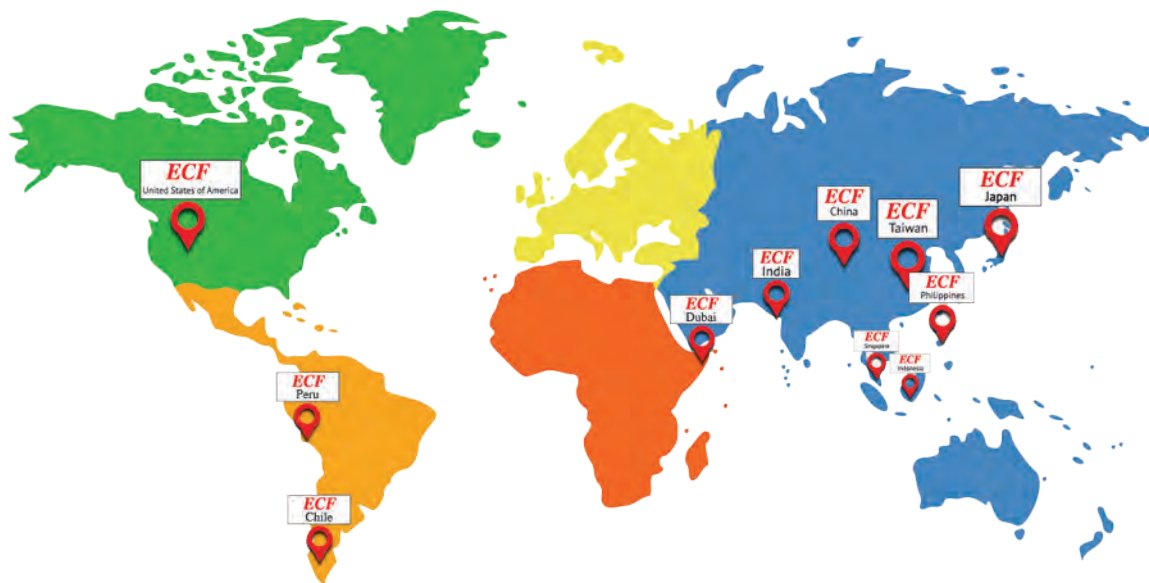 ECF
United States of America
ECF
China
ECF
Taiwan
ECF
Japan
ECF
India
ECF
Dubai
ECF
Philippines
ECF
Singapore
ECF
Indonesia
ECF
Peru
ECF
Chile